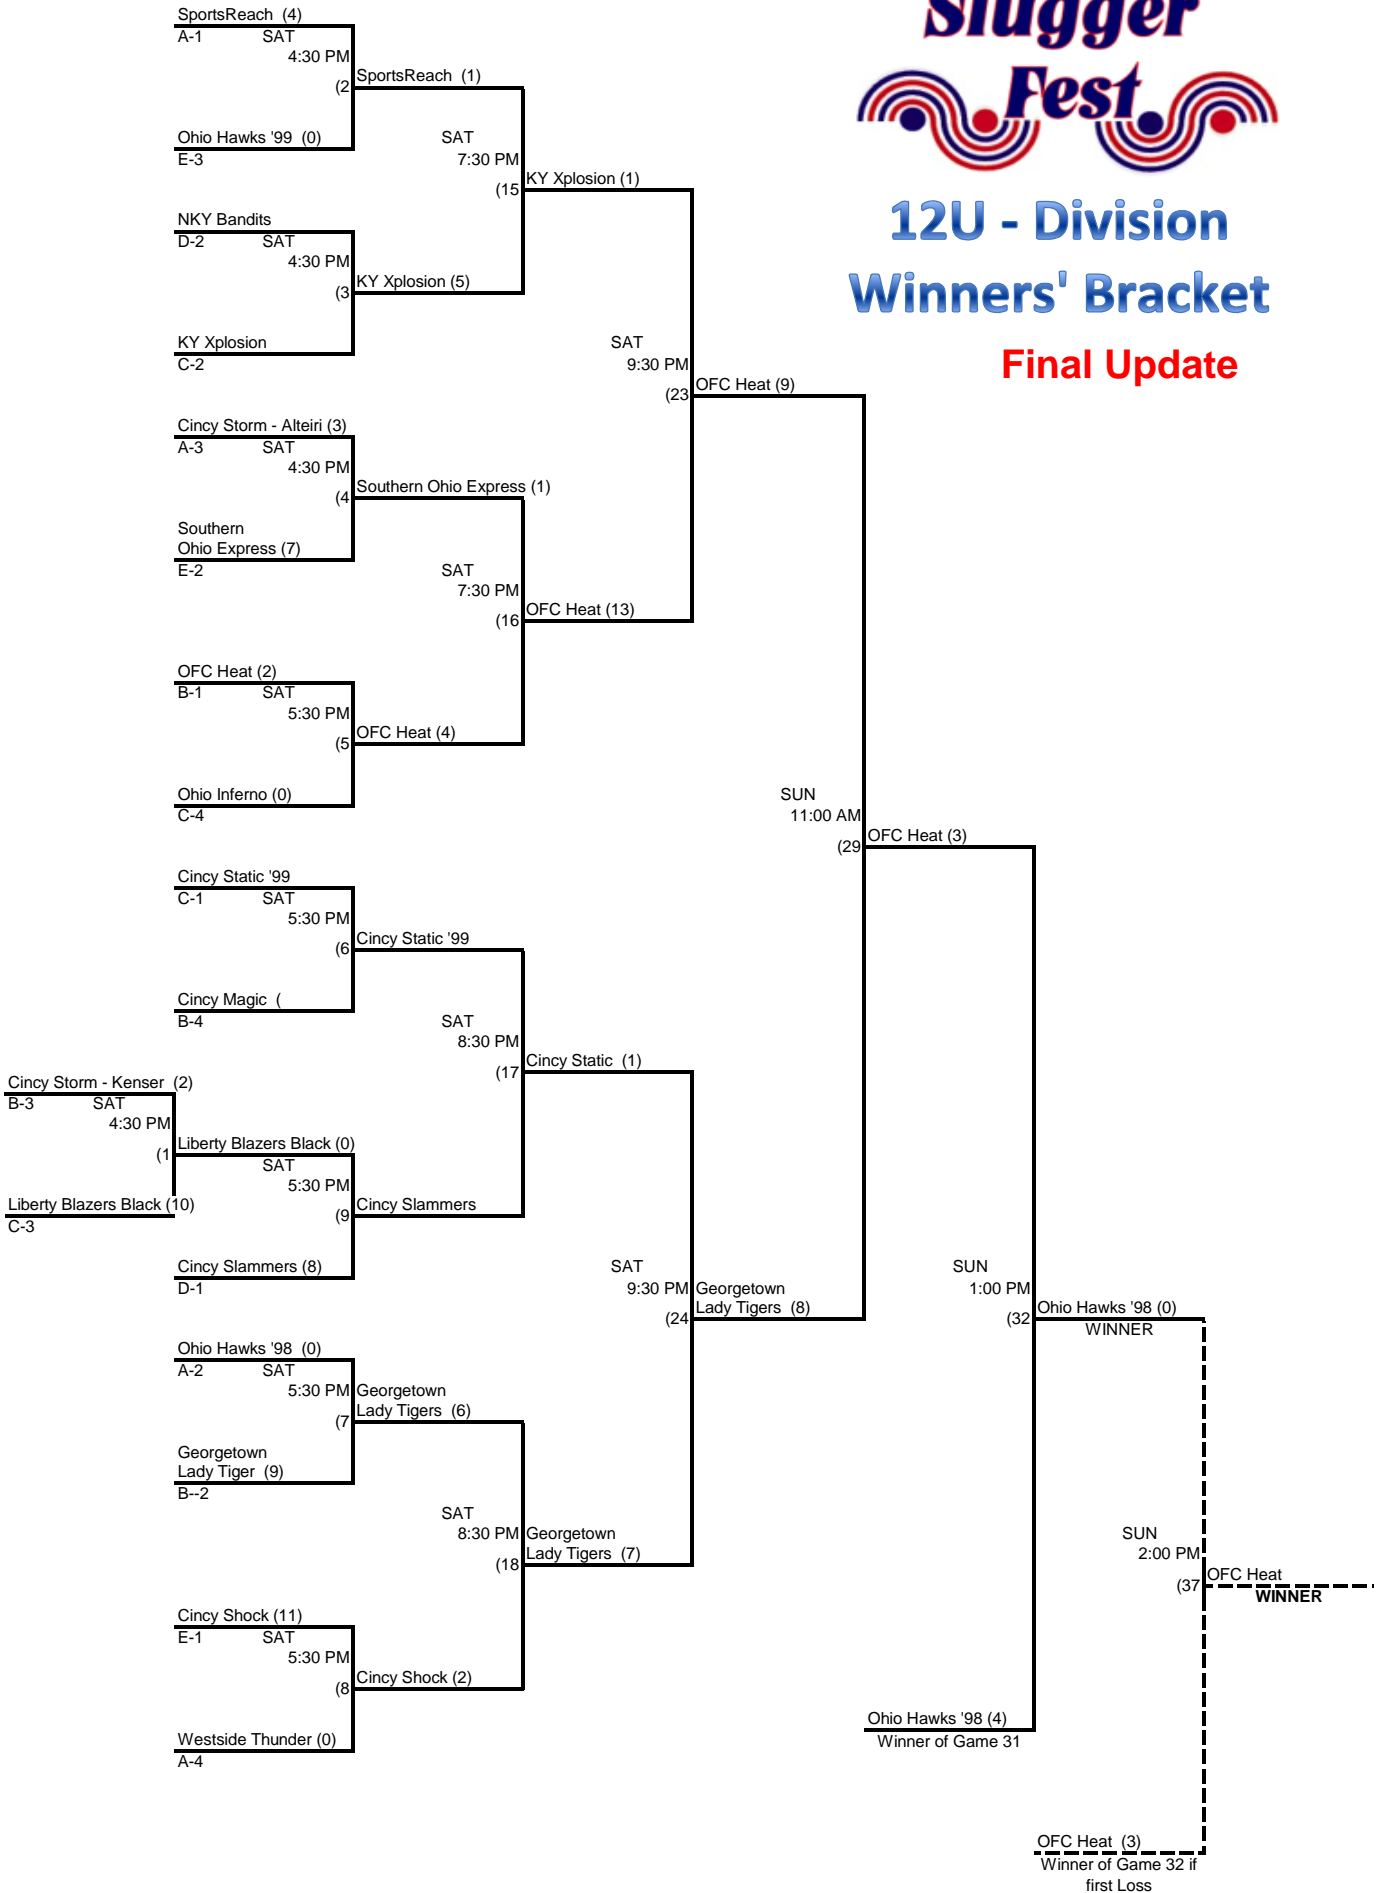 Slugger
Fest
12U - Division
Winners' Bracket
Final Update
SportsReach (4)
A-1 SAT
4:30 PM
(2
SportsReach (1)
Ohio Hawks '99 (0)
E-3
SAT
7:30 PM
(15
KY Xplosion (1)
NKY Bandits
D-2 SAT
4:30 PM
(3
KY Xplosion (5)
KY Xplosion
C-2
SAT
9:30 PM
(23
OFC Heat (9)
Cincy Storm - Alteiri (3)
A-3 SAT
4:30 PM
(4
Southern Ohio Express (1)
Southern
Ohio Express (7)
E-2
SAT
7:30 PM
(16
OFC Heat (13)
OFC Heat (2)
B-1 SAT
5:30 PM
(5
OFC Heat (4)
Ohio Inferno (0)
C-4
SUN
11:00 AM
(29
OFC Heat (3)
Cincy Static '99
C-1 SAT
5:30 PM
(6
Cincy Static '99
Cincy Magic (
B-4
SAT
8:30 PM
(17
Cincy Static (1)
Cincy Storm - Kenser (2)
B-3 SAT
4:30 PM
(1
Liberty Blazers Black (0)
SAT
5:30 PM
(9
Cincy Slammers
Liberty Blazers Black (10)
C-3
Cincy Slammers (8)
D-1
SAT
9:30 PM
(24
Georgetown
Lady Tigers (8)
SUN
1:00 PM
(32
Ohio Hawks '98 (0)
WINNER
Ohio Hawks '98 (0)
A-2 SAT
5:30 PM
(7
Georgetown
Lady Tigers (6)
Georgetown
Lady Tiger (9)
B--2
SAT
8:30 PM
(18
Georgetown
Lady Tigers (7)
SUN
2:00 PM
(37
OFC Heat
WINNER
Cincy Shock (11)
E-1 SAT
5:30 PM
(8
Cincy Shock (2)
Westside Thunder (0)
A-4
Ohio Hawks '98 (4)
Winner of Game 31
OFC Heat (3)
Winner of Game 32 if
first Loss